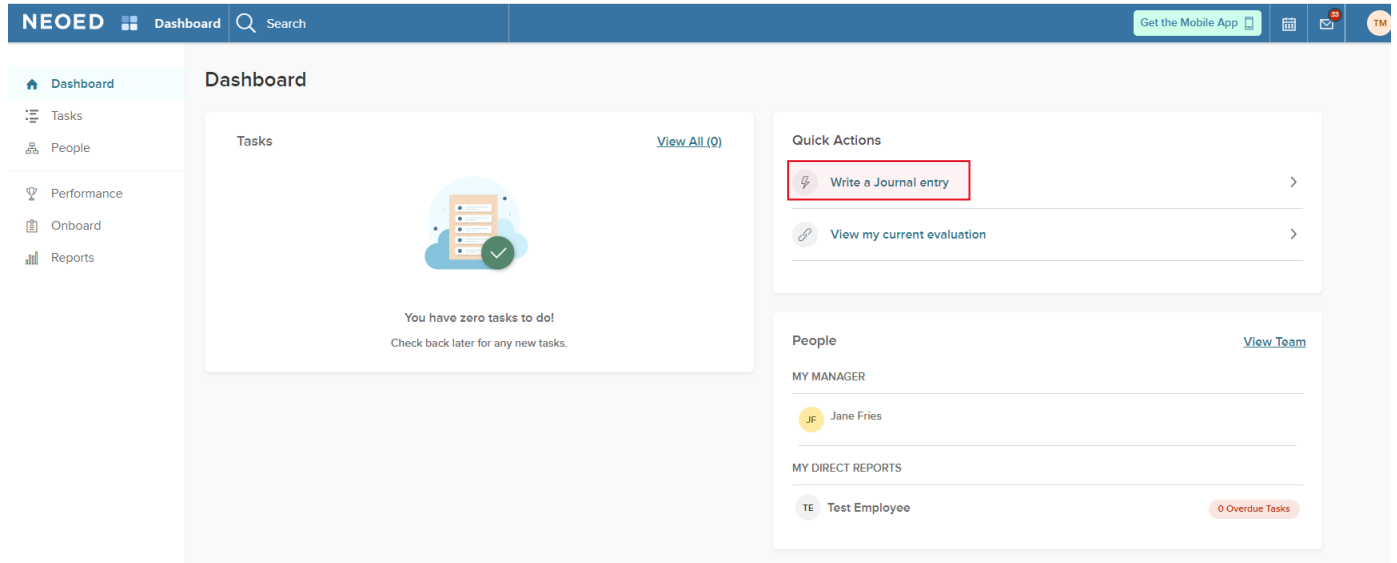 NEOED Dashboard Search Get the Mobile App 33 TM
Dashboard
Tasks
People
Performance
Onboard
Reports
Dashboard
Tasks View All (0)
You have zero tasks to do!
Check back later for any new tasks.
Quick Actions
Write a Journal entry
View my current evaluation
People View Team
MY MANAGER
JF Jane Fries
MY DIRECT REPORTS
TE Test Employee 0 Overdue Tasks